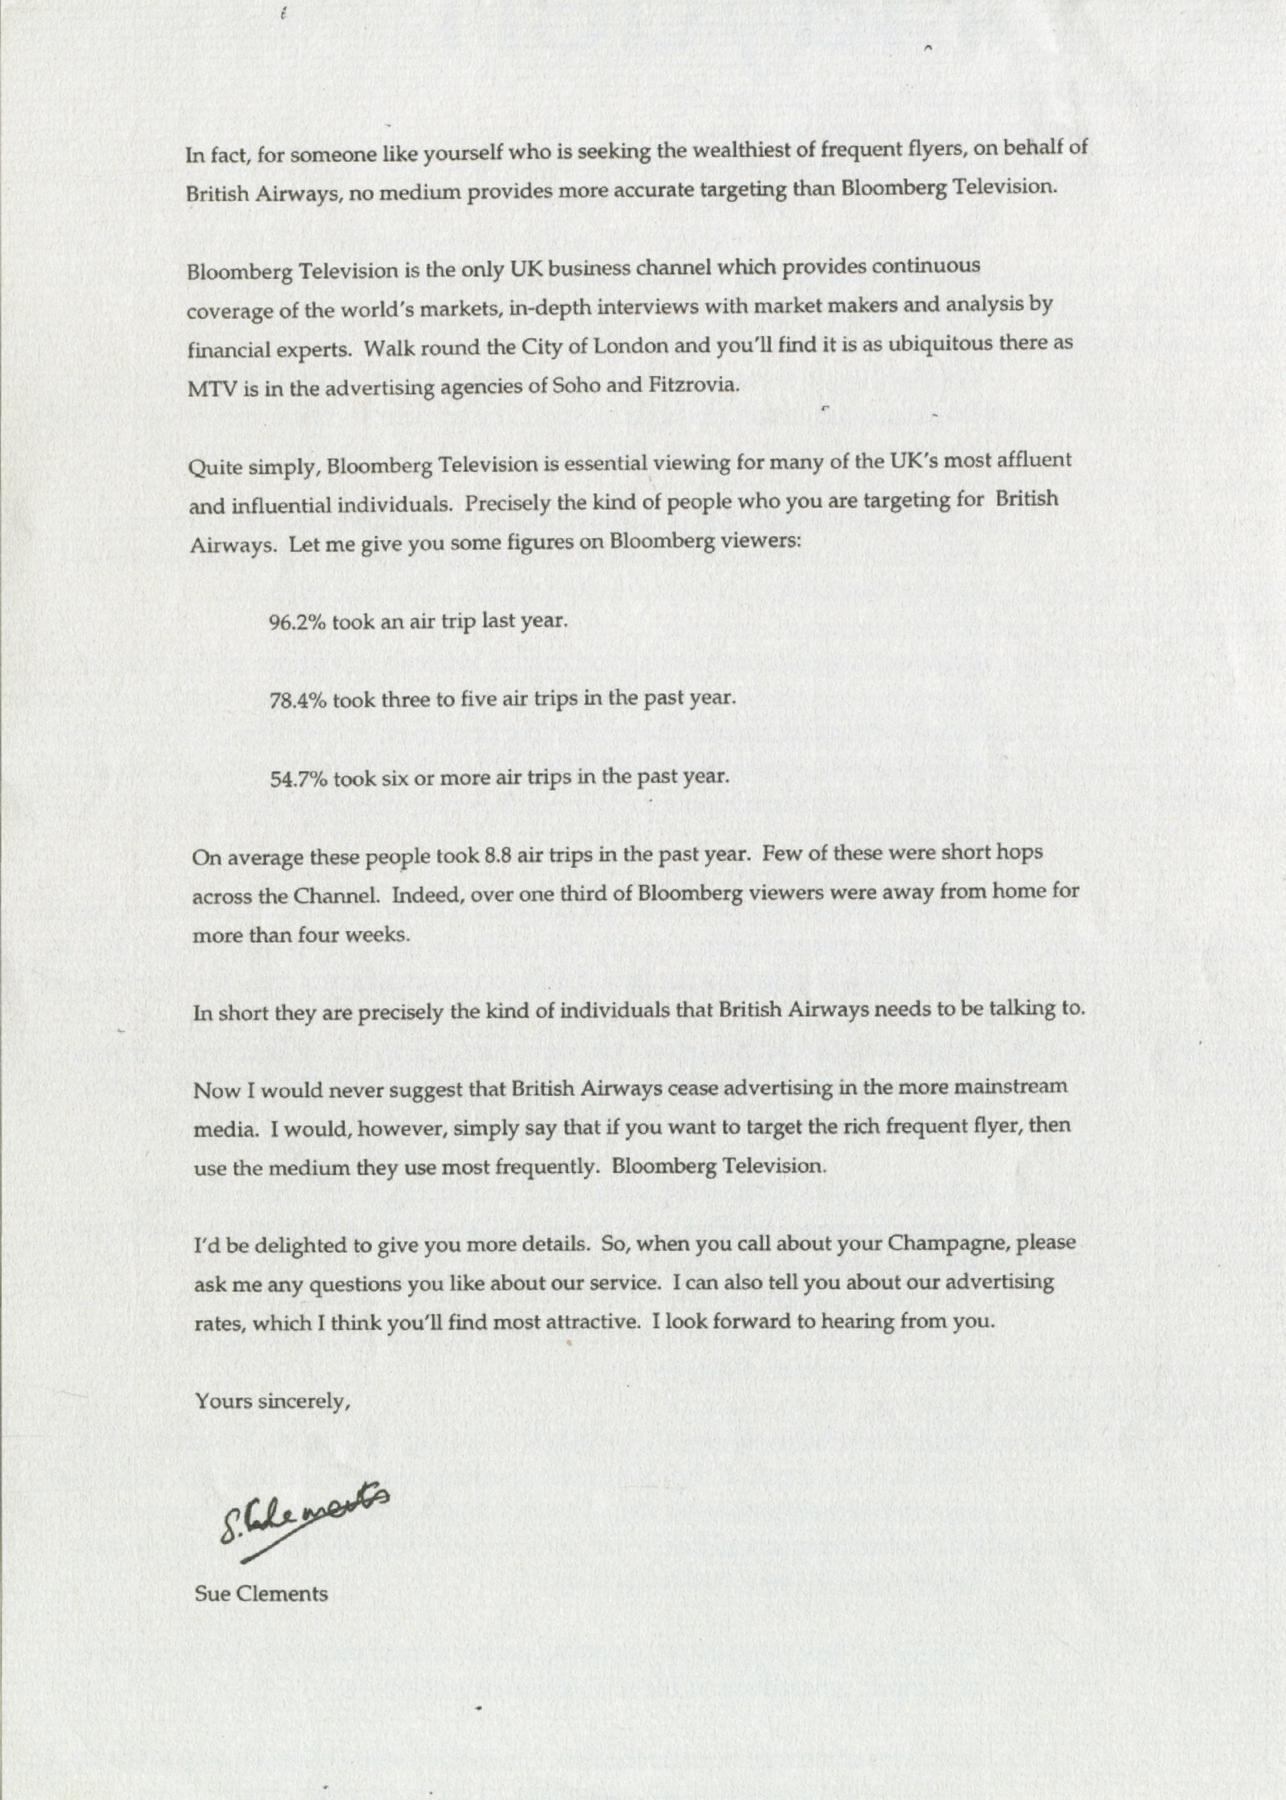 In fact, for someone like yourself who is seeking the wealthiest of frequent flyers, on behalf of
British Airways, no medium provides more accurate targeting than Bloomberg Television.
Bloomberg Television is the only UK business channel which provides continuous
coverage of the world's markets, in-depth interviews with market makers and analysis by
financial experts.  Walk round the City of London and you'll find it is as ubiquitous there as
MTV is in the advertising agencies of Soho and Fitzrovia.
Quite simply, Bloomberg Television is essential viewing for many of the UK's most affluent
and influential individuals.  Precisely the kind of people who you are targeting for  British
Airways.  Let me give you some figures on Bloomberg viewers:
96.2% took an air trip last year.
78.4% took three to five air trips in the past year.
54.7% took six or more air trips in the past year.
On average these people took 8.8 air trips in the past year.  Few of these were short hops
across the Channel.  Indeed, over one third of Bloomberg viewers were away from home for
more than four weeks.
In short they are precisely the kind of individuals that British Airways needs to be talking to.
Now I would never suggest that British Airways cease advertising in the more mainstream
media.  I would, however, simply say that if you want to target the rich frequent flyer, then
use the medium they use most frequently.  Bloomberg Television.
I'd be delighted to give you more details.  So, when you call about your Champagne, please
ask me any questions you like about our service.  I can also tell you about our advertising
rates, which I think you'll find most attractive.  I look forward to hearing from you.
Yours sincerely,
S. Clements
Sue Clements